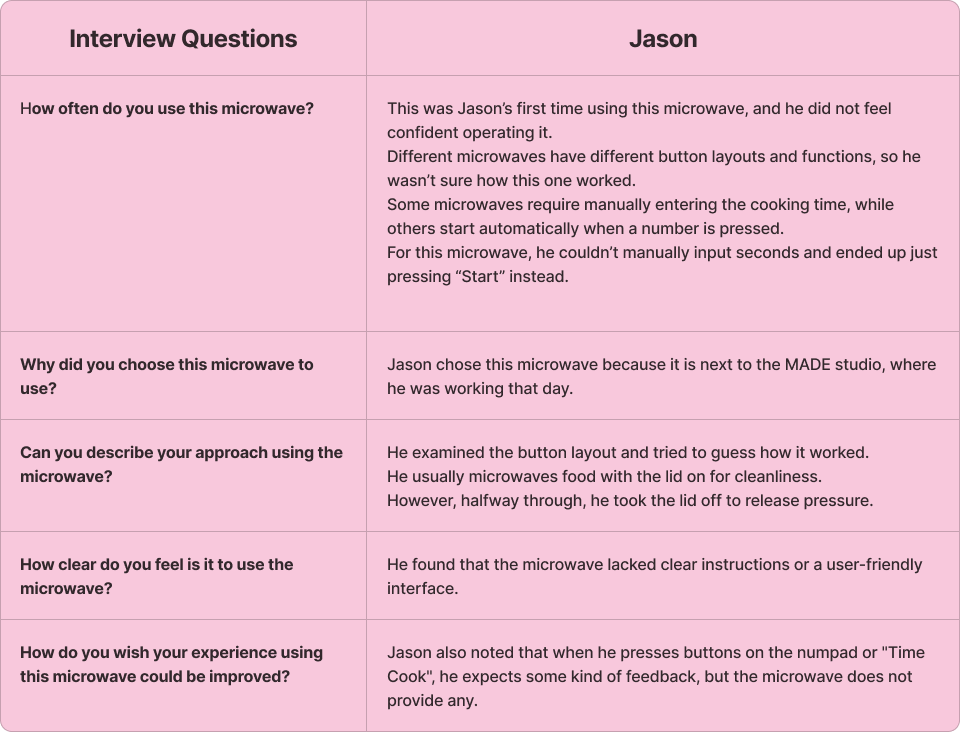 Interview Questions
Jason
How often do you use this microwave?
This was Jason’s first time using this microwave, and he did not feel
confident operating it.
Different microwaves have different button layouts and functions, so he
wasn’t sure how this one worked.
Some microwaves require manually entering the cooking time, while
others start automatically when a number is pressed.
For this microwave, he couldn’t manually input seconds and ended up just
pressing “Start” instead.
Why did you choose this microwave to
use?
Jason chose this microwave because it is next to the MADE studio, where
he was working that day.
Can you describe your approach using the
microwave?
He examined the button layout and tried to guess how it worked.
He usually microwaves food with the lid on for cleanliness.
However, halfway through, he took the lid off to release pressure.
How clear do you feel is it to use the
microwave?
He found that the microwave lacked clear instructions or a user-friendly
interface.
How do you wish your experience using
this microwave could be improved?
Jason also noted that when he presses buttons on the numpad or "Time
Cook", he expects some kind of feedback, but the microwave does not
provide any.